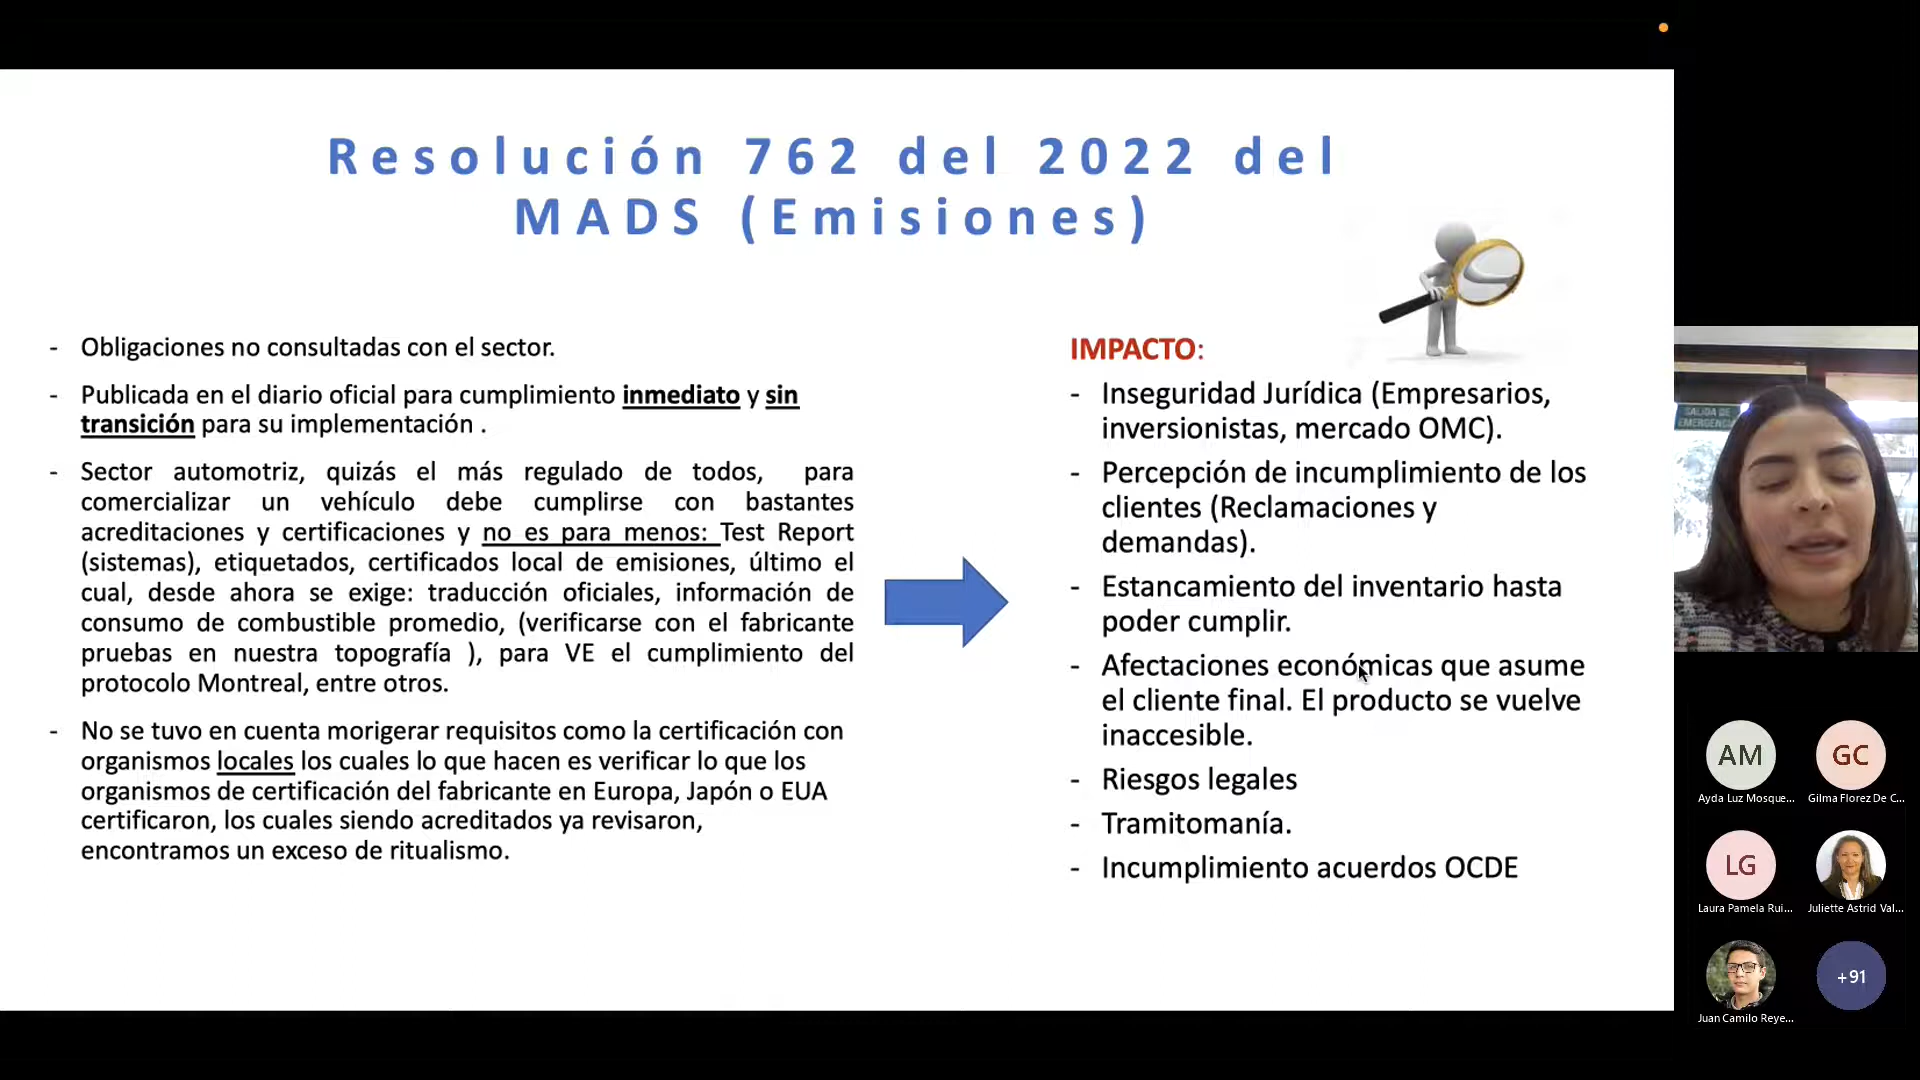 Resolución 762 del 2022 del
MADS (Emisiones)
- Obligaciones no consultadas con el sector.
- Publicada en el diario oficial para cumplimiento inmediato y sin
transición para su implementación .
- Sector automotriz, quizás el más regulado de todos, para
comercializar un vehículo debe cumplirse con bastantes
acreditaciones y certificaciones y no es para menos: Test Report
(sistemas), etiquetados, certificados local de emisiones, último el
cual, desde ahora se exige: traducción oficiales, información de
consumo de combustible promedio, (verificarse con el fabricante
pruebas en nuestra topografía ), para VE el cumplimiento del
protocolo Montreal, entre otros.
- No se tuvo en cuenta morigerar requisitos como la certificación con
organismos locales los cuales lo que hacen es verificar lo que los
organismos de certificación del fabricante en Europa, Japón o EUA
certificaron, los cuales siendo acreditados ya revisaron,
encontramos un exceso de ritualismo.
IMPACTO:
- Inseguridad Jurídica (Empresarios,
inversionistas, mercado OMC).
- Percepción de incumplimiento de los
clientes (Reclamaciones y
demandas).
- Estancamiento del inventario hasta
poder cumplir.
- Afectaciones económicas que asume
el cliente final. El producto se vuelve
inaccesible.
- Riesgos legales
- Tramitomanía.
- Incumplimiento acuerdos OCDE
SALIDA DE
EMERGENCIA
AM
GC
Ayda Luz Mosque...
Gilma Florez De C...
LG
Laura Pamela Rui...
Juliette Astrid Val...
+91
Juan Camilo Reye...